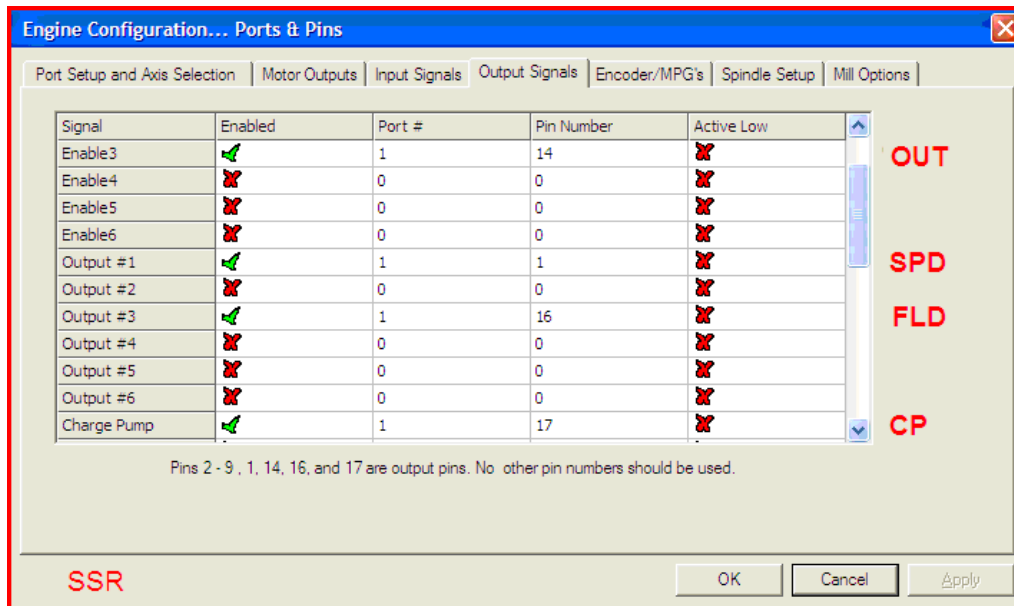 Engine Configuration... Ports & Pins
Port Setup and Axis Selection Motor Outputs Input Signals Output Signals Encoder/MPG's Spindle Setup Mill Options
Signal Enabled Port # Pin Number Active Low
Enable3 1 14 OUT
Enable4 0 0
Enable5 0 0
Enable6 0 0
Output #1 1 1 SPD
Output #2 0 0
Output #3 1 16 FLD
Output #4 0 0
Output #5 0 0
Output #6 0 0
Charge Pump 1 17 CP
Pins 2 - 9 , 1, 14, 16, and 17 are output pins. No other pin numbers should be used.
SSR OK Cancel Apply